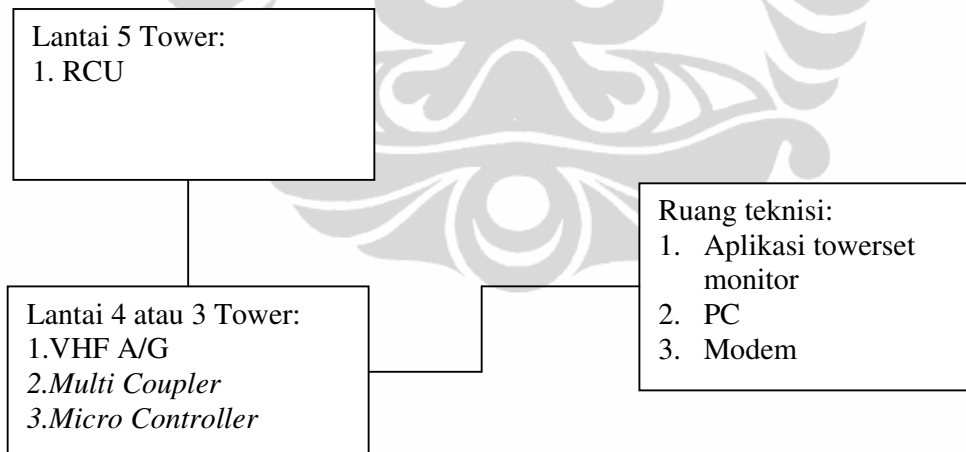 Lantai 5 Tower:
1. RCU
Ruang teknisi:
1. Aplikasi towerset
monitor
2. PC
3. Modem
Lantai 4 atau 3 Tower:
1.VHF A/G
2.Multi Coupler
3.Micro Controller